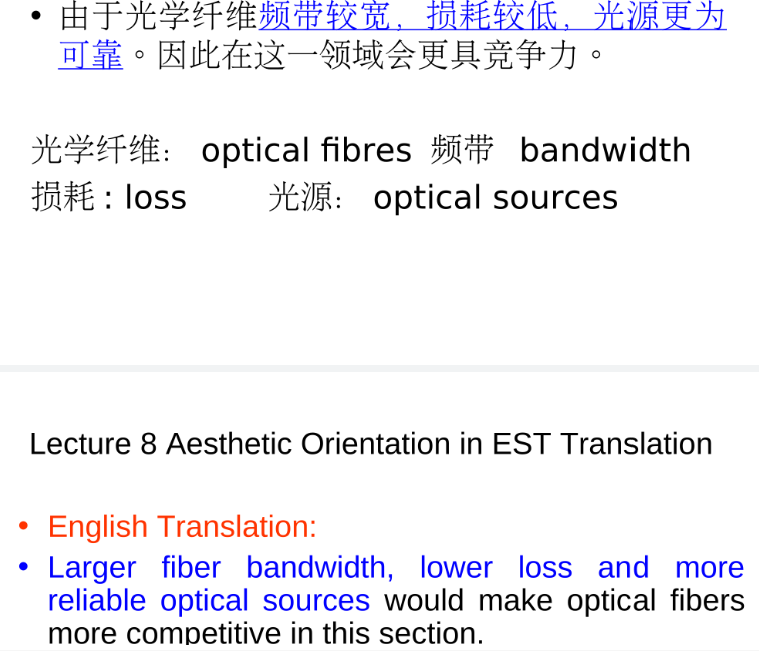 • 由于光学纤维频带较宽，损耗较低，光源更为
可靠。因此在这一领域会更具竞争力。
光学纤维： optical fibres 频带 bandwidth
损耗 : loss 光源： optical sources
Lecture 8 Aesthetic Orientation in EST Translation
• English Translation:
• Larger fiber bandwidth, lower loss and more
reliable optical sources would make optical fibers
more competitive in this section.